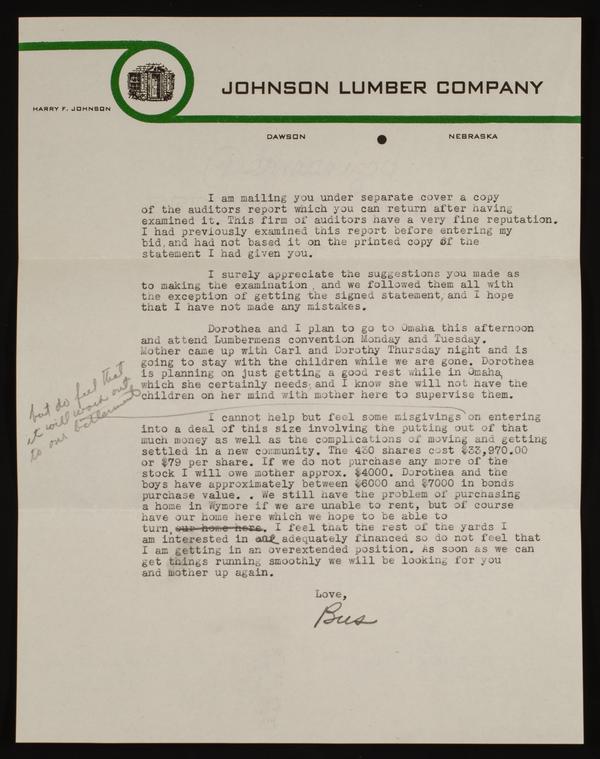 JOHNSON LUMBER COMPANY
HARRY F. JOHNSON
DAWSON NEBRASKA
I am mailing you under separate cover a copy
of the auditors report which you can return after having
examined it. This firm of auditors have a very fine reputation.
I had previously examined this report before entering my
bid, and had not based it on the printed copy of the
statement I had given you.
I surely appreciate the suggestions you made as
to making the examination, and we followed them all with
the exception of getting the signed statement, and I hope
that I have not made any mistakes.
Dorothea and I plan to go to Omaha this afternoon
and attend Lumbermens convention Monday and Tuesday.
Mother came up with Carl and Dorothy Thursday night and is
going to stay with the children while we are gone. Dorothea
is planning on just getting a good rest while in Omaha,
which she certainly needs, and I know she will not have the
children on her mind with mother here to supervise them.
but do feel that
it will work out
to our betterment
I cannot help but feel some misgivings on entering
into a deal of this size involving the putting out of that
much money as well as the complications of moving and getting
settled in a new community. The 430 shares cost $33,970.00
or $79 per share. If we do not purchase any more of the
stock I will owe mother approx. $4000. Dorothea and the
boys have approximately between $6000 and $7000 in bonds
purchase value. . We still have the problem of purchasing
a home in Wymore if we are unable to rent, but of course
have our home here which we hope to be able to
turn, our home here. I feel that the rest of the yards I
am interested in are adequately financed so do not feel that
I am getting in an overextended position. As soon as we can
get things running smoothly we will be looking for you
and mother up again.
Love,
Bus